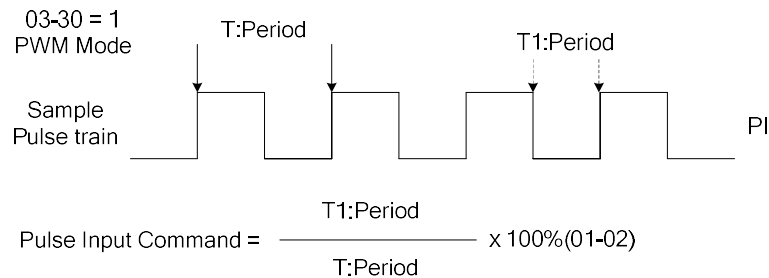 03-30 = 1
PWM Mode
T:Period
T1:Period
Sample
Pulse train
PI
T1:Period
Pulse Input Command = x 100%(01-02)
T:Period